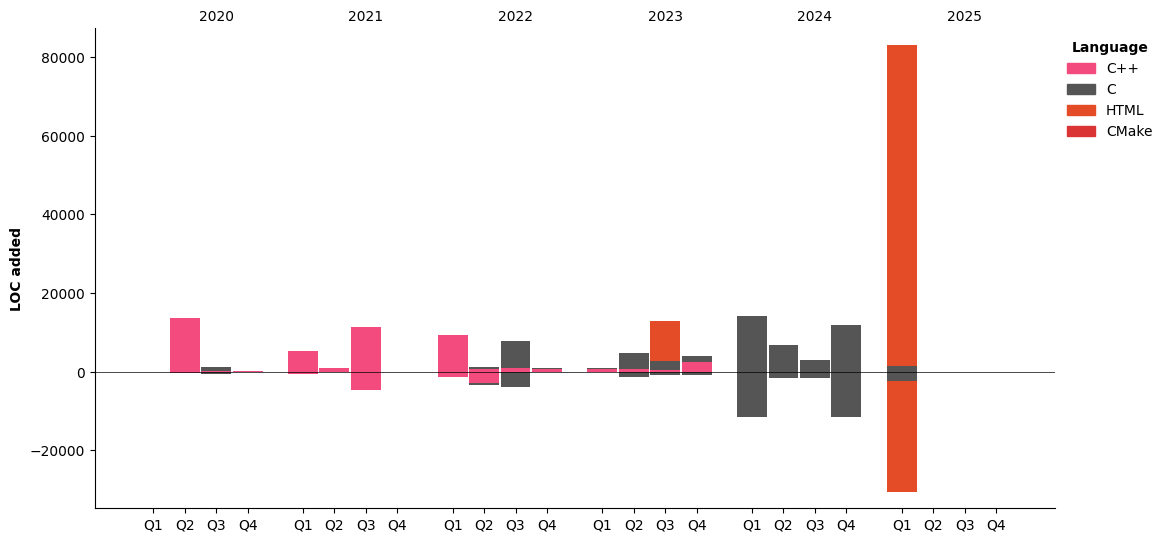 2020 2021 2022 2023 2024 2025
Language
C++
C
HTML
CMake
LOC added
80000
60000
40000
20000
0
−20000
Q1 Q2 Q3 Q4 Q1 Q2 Q3 Q4 Q1 Q2 Q3 Q4 Q1 Q2 Q3 Q4 Q1 Q2 Q3 Q4 Q1 Q2 Q3 Q4